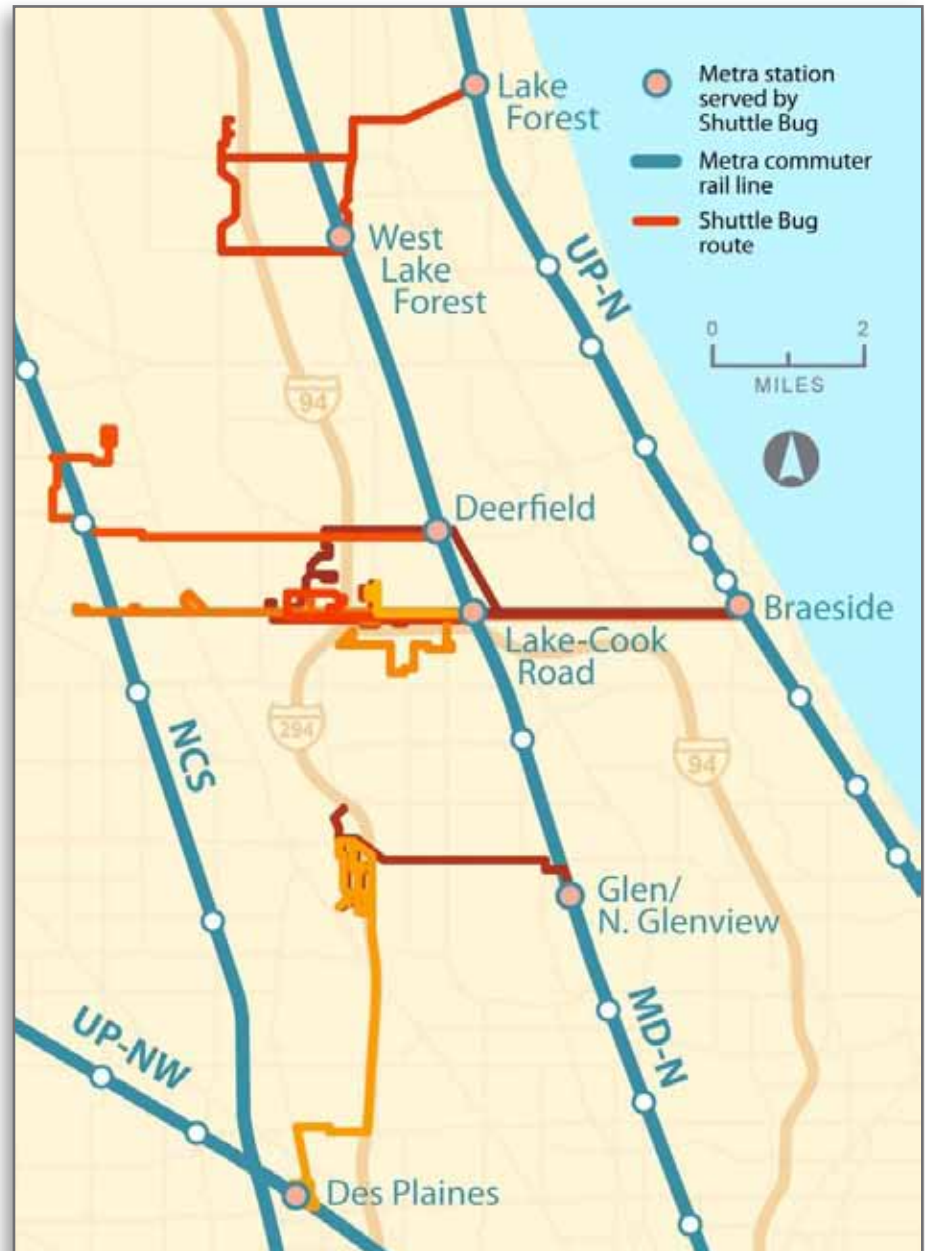 Lake
Forest
Metra station
served by
Shuttle Bug
Metra commuter
rail line
Shuttle Bug
route
West
Lake
Forest
UP-N
0 2
MILES
94
Deerfield
Braeside
Lake-Cook
Road
NCS
294
94
Glen/
N. Glenview
MD-N
UP-NW
Des Plaines